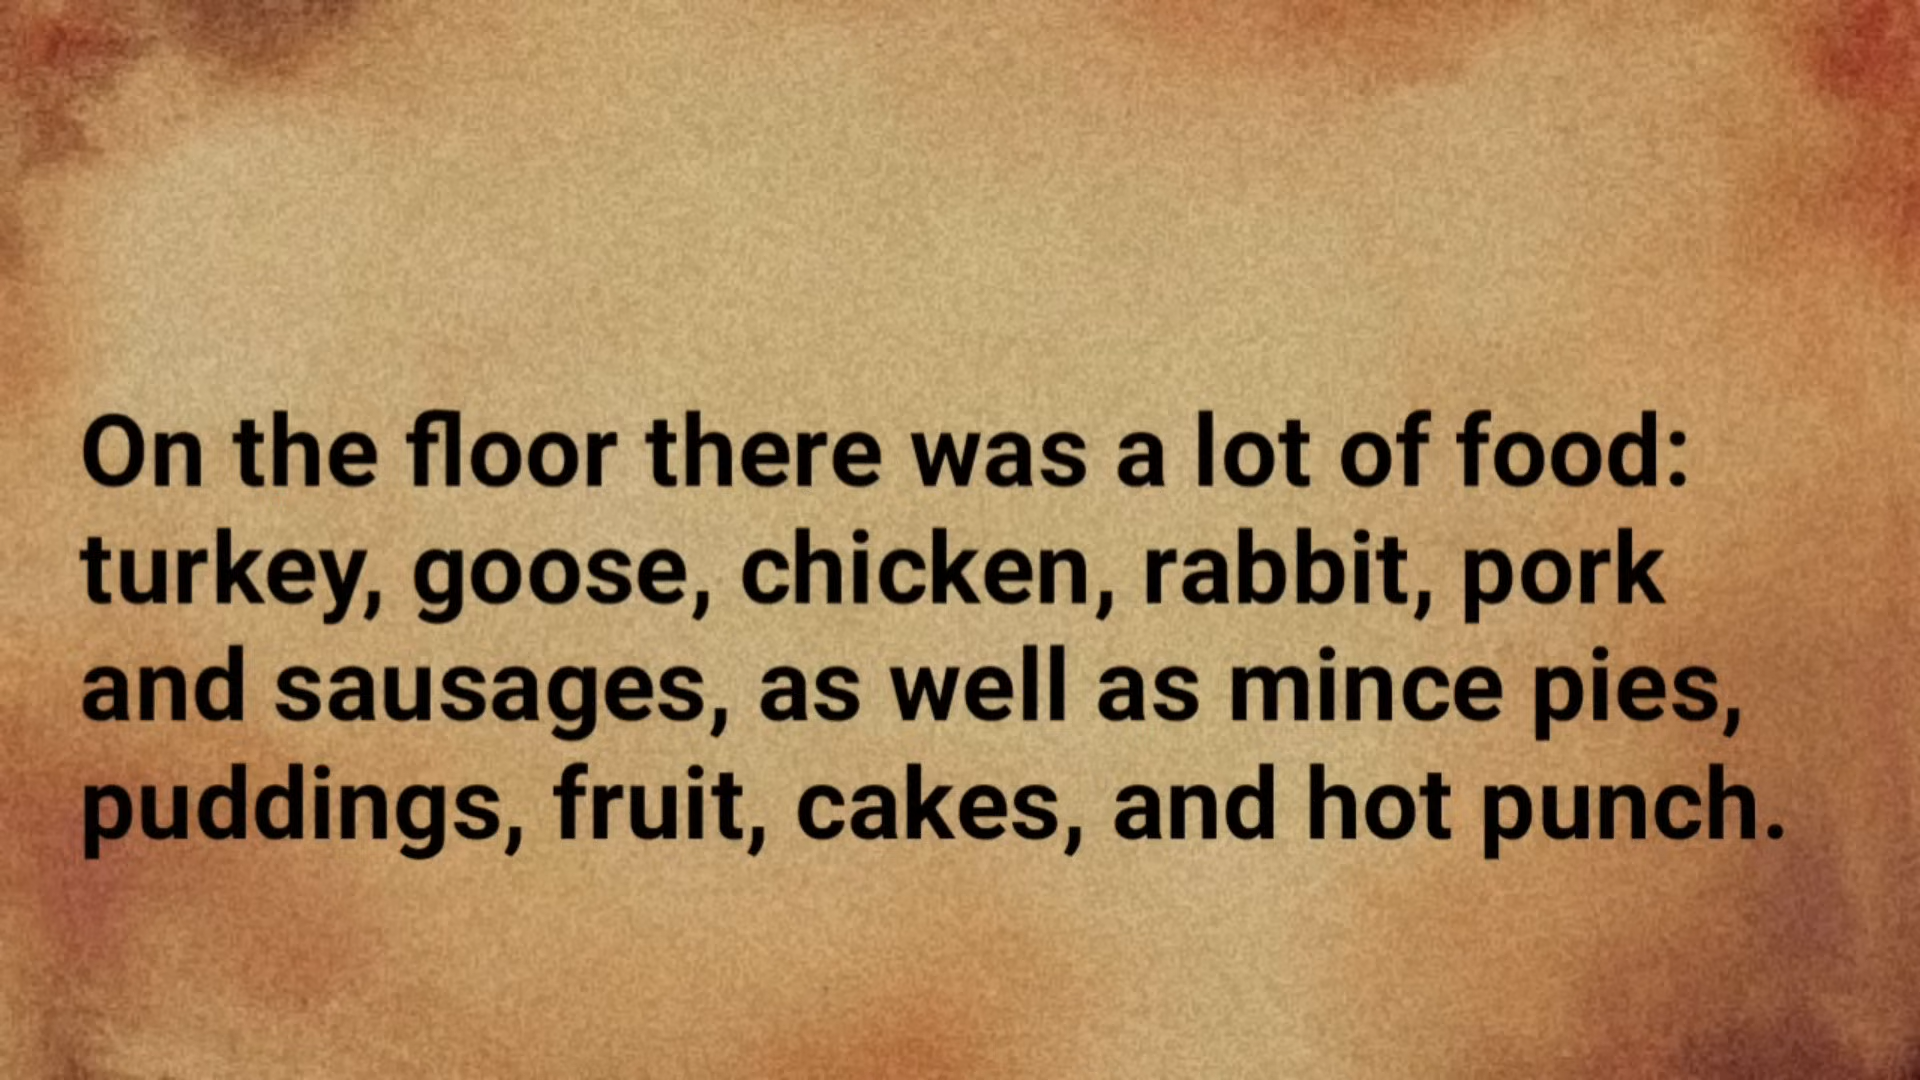 On the floor there was a lot of food:
turkey, goose, chicken, rabbit, pork
and sausages, as well as mince pies,
puddings, fruit, cakes, and hot punch.